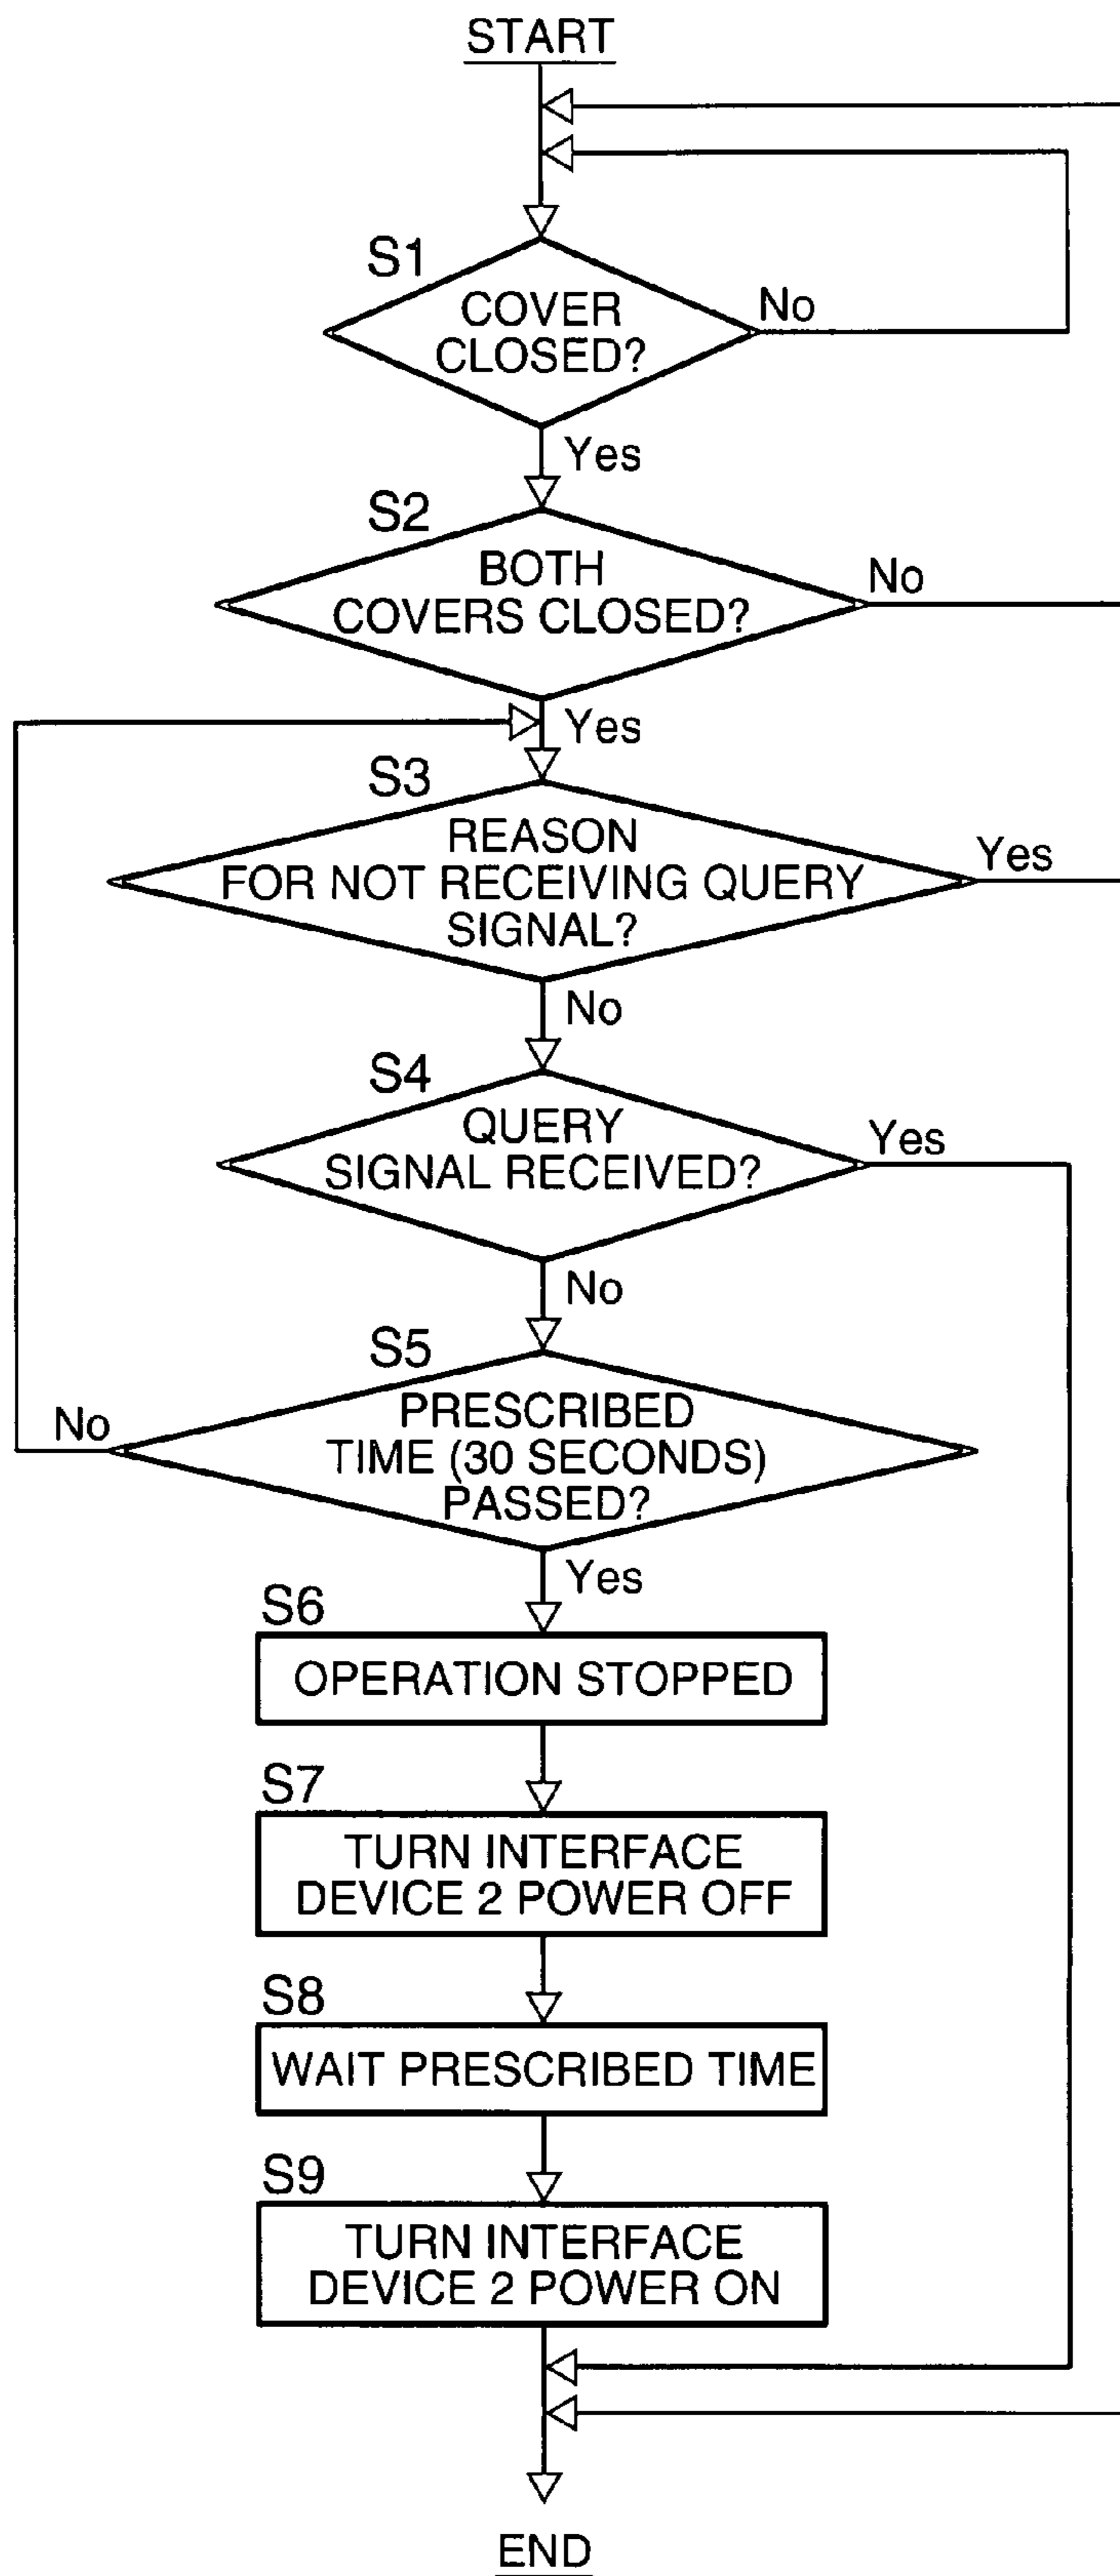 START
S1
COVER
CLOSED?
No
Yes
S2
BOTH
COVERS CLOSED?
No
Yes
S3
REASON
FOR NOT RECEIVING QUERY
SIGNAL?
Yes
No
S4
QUERY
SIGNAL RECEIVED?
Yes
No
S5
PRESCRIBED
TIME (30 SECONDS)
PASSED?
No
Yes
S6
OPERATION STOPPED
S7
TURN INTERFACE
DEVICE 2 POWER OFF
S8
WAIT PRESCRIBED TIME
S9
TURN INTERFACE
DEVICE 2 POWER ON
END